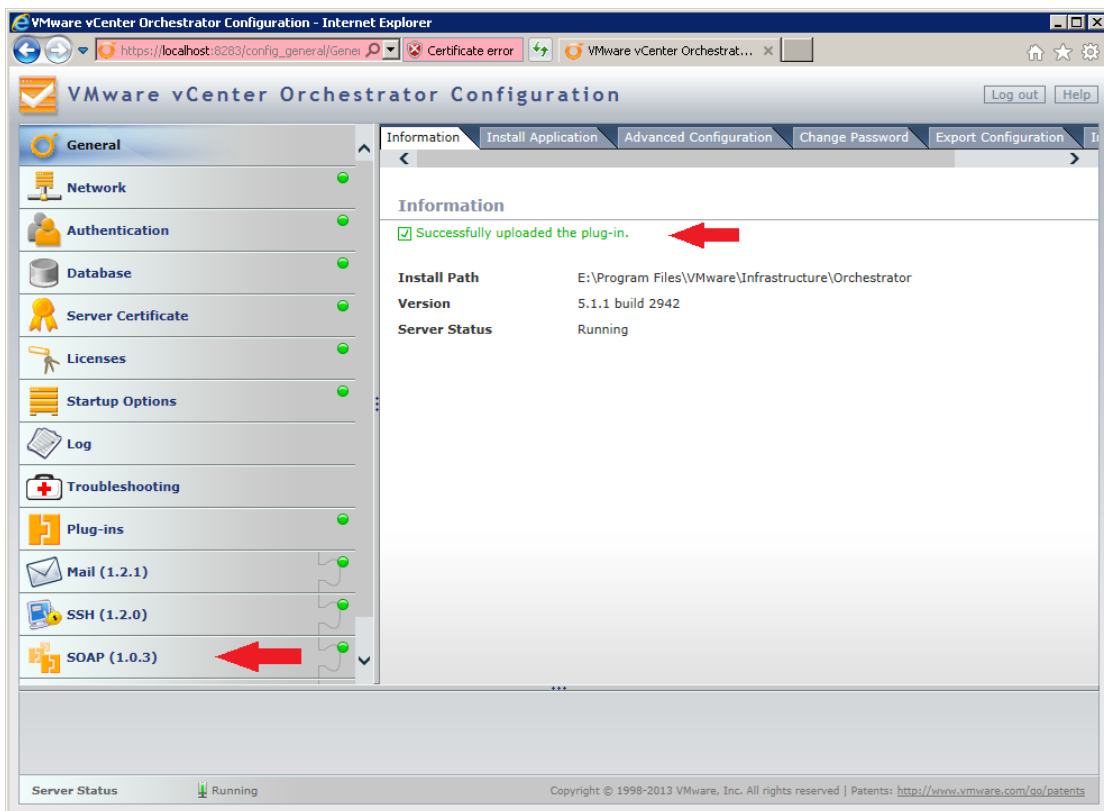 VMware vCenter Orchestrator Configuration - Internet Explorer
https://localhost:8283/config_general/Gener
Certificate error
VMware vCenter Orchestrat...
VMware vCenter Orchestrator Configuration
Log out
Help
General
Network
Authentication
Database
Server Certificate
Licenses
Startup Options
Log
Troubleshooting
Plug-ins
Mail (1.2.1)
SSH (1.2.0)
SOAP (1.0.3)
Information Install Application Advanced Configuration Change Password Export Configuration
Information
Successfully uploaded the plug-in.
Install Path E:\Program Files\VMware\Infrastructure\Orchestrator
Version 5.1.1 build 2942
Server Status Running
Server Status Running
Copyright © 1998-2013 VMware, Inc. All rights reserved | Patents: http://www.vmware.com/go/patents